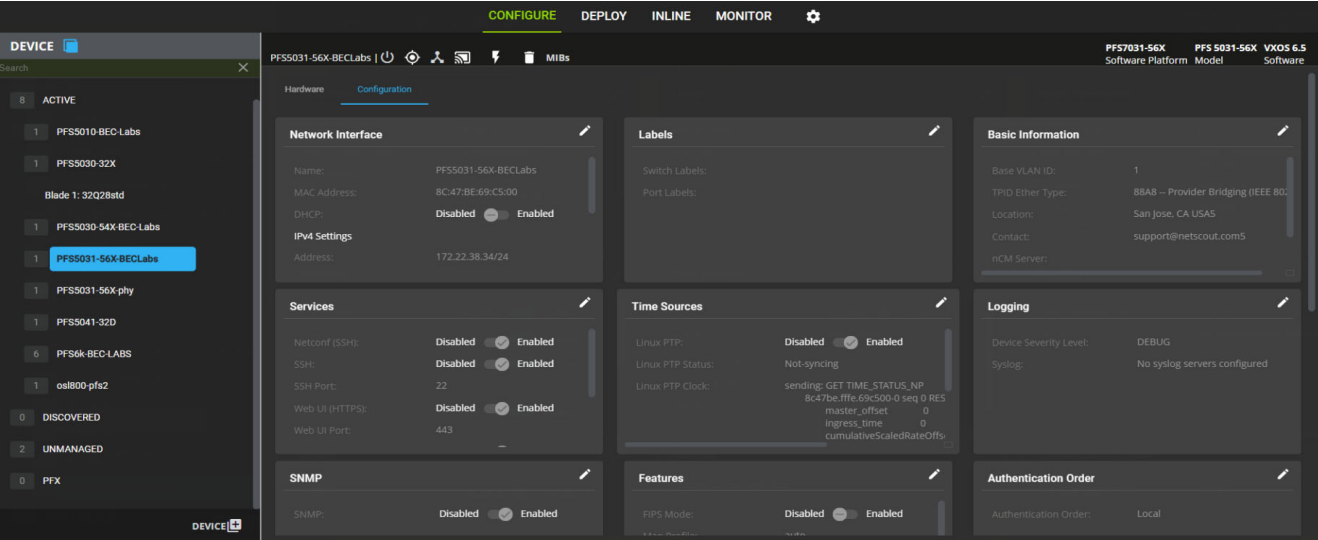 CONFIGURE DEPLOY INLINE MONITOR
DEVICE
Search
8 ACTIVE
1 PFS5010-BEC-Labs
1 PFS5030-32X
Blade 1: 32Q28std
1 PFS5030-54X-BEC-Labs
1 PFS5031-56X-BECLabs
1 PFS5031-56X-phy
1 PFS5041-32D
6 PFS6k-BEC-LABS
1 osl800-pfs2
0 DISCOVERED
2 UNMANAGED
0 PFX
DEVICE
PFS5031-56X-BECLabs | MIBs
PFS7031-56X PFS 5031-56X VXOS 6.5
Software Platform Model Software
Hardware Configuration
Network Interface
Name: PFS5031-56X-BECLabs
MAC Address: 8C:47:BE:69:C5:00
DHCP: Disabled Enabled
IPv4 Settings
Address: 172.22.38.34/24
Labels
Switch Labels:
Port Labels:
Basic Information
Base VLAN ID: 1
TPID Ether Type: 88A8 -- Provider Bridging (IEEE 802
Location: San Jose, CA USAS
Contact: support@netscout.com5
nCM Server:
Services
Netconf (SSH): Disabled Enabled
SSH: Disabled Enabled
SSH Port: 22
Web UI (HTTPS): Disabled Enabled
Web UI Port: 443
Time Sources
Linux PTP: Disabled Enabled
Linux PTP Status: Not-syncing
Linux PTP Clock: sending: GET TIME_STATUS_NP
8c47be.fffe.69c500-0 seq 0 RES
master_offset 0
ingress_time 0
cumulativeScaledRateOffs
Logging
Device Severity Level: DEBUG
Syslog: No syslog servers configured
SNMP
SNMP: Disabled Enabled
Features
FIPS Mode: Disabled Enabled
Authentication Order
Authentication Order: Local